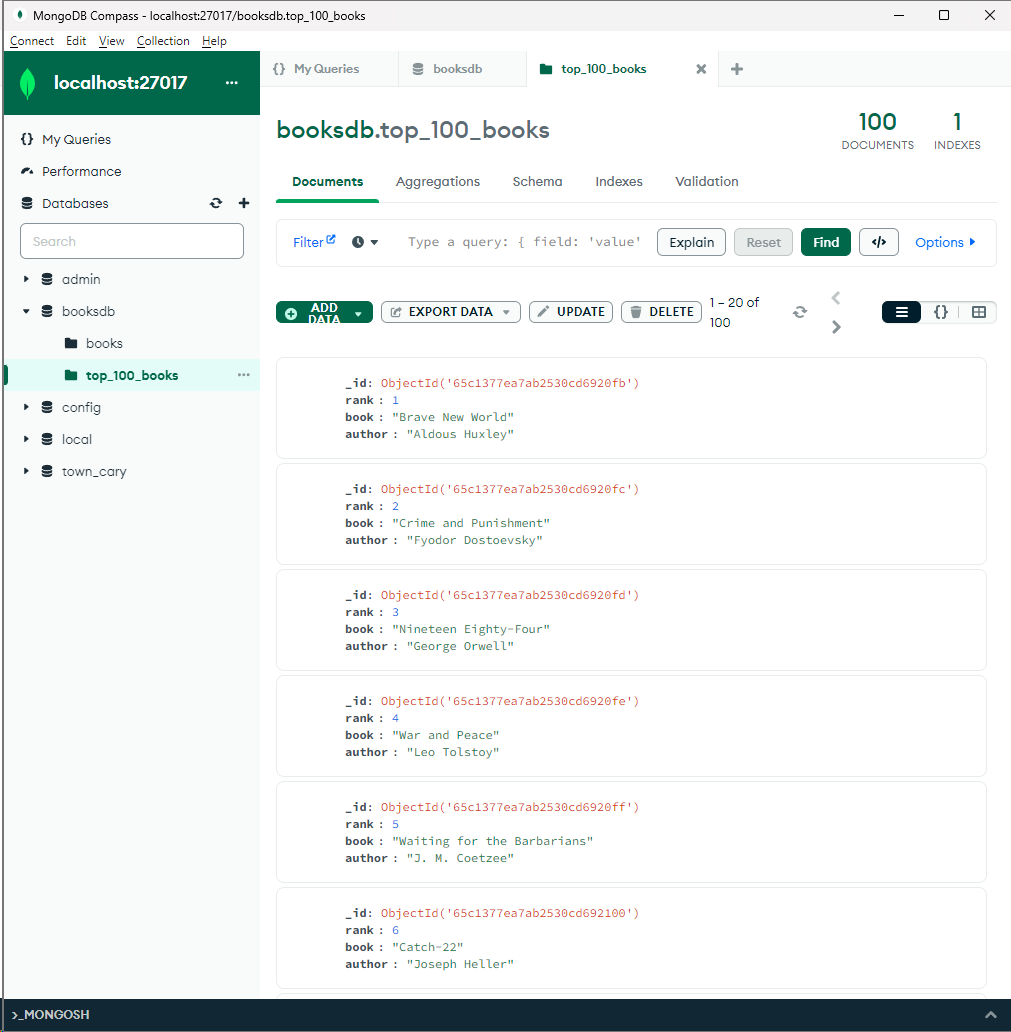 MongoDB Compass - localhost:27017/booksdb.top_100_books
Connect Edit View Collection Help
localhost:27017 ...
{} My Queries
Performance
Databases
Search
admin
booksdb
books
top_100_books ...
config
local
town_cary
{} My Queries booksdb top_100_books
booksdb.top_100_books
100 DOCUMENTS
1 INDEXES
Documents Aggregations Schema Indexes Validation
Filter Type a query: { field: 'value' Explain Reset Find </> Options
ADD DATA EXPORT DATA UPDATE DELETE 1 – 20 of 100 {}
_id: ObjectId('65c1377ea7ab2530cd6920fb')
rank : 1
book : "Brave New World"
author : "Aldous Huxley"
_id: ObjectId('65c1377ea7ab2530cd6920fc')
rank : 2
book : "Crime and Punishment"
author : "Fyodor Dostoevsky"
_id: ObjectId('65c1377ea7ab2530cd6920fd')
rank : 3
book : "Nineteen Eighty-Four"
author : "George Orwell"
_id: ObjectId('65c1377ea7ab2530cd6920fe')
rank : 4
book : "War and Peace"
author : "Leo Tolstoy"
_id: ObjectId('65c1377ea7ab2530cd6920ff')
rank : 5
book : "Waiting for the Barbarians"
author : "J. M. Coetzee"
_id: ObjectId('65c1377ea7ab2530cd692100')
rank : 6
book : "Catch-22"
author : "Joseph Heller"
>_MONGOSH